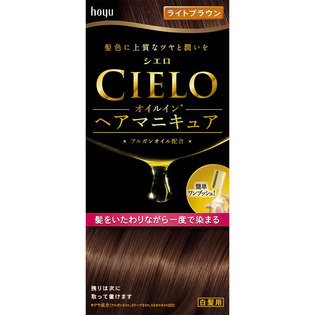 hoyu
ライトブラウン
髪色に上質なツヤと潤いを
シエロ
CIELO
オイルイン*
ヘアマニキュア
アルガンオイル配合
簡単
ワンプッシュ!
髪をいたわりながら一度で染まる
残りは次に
取って置けます
白髪用